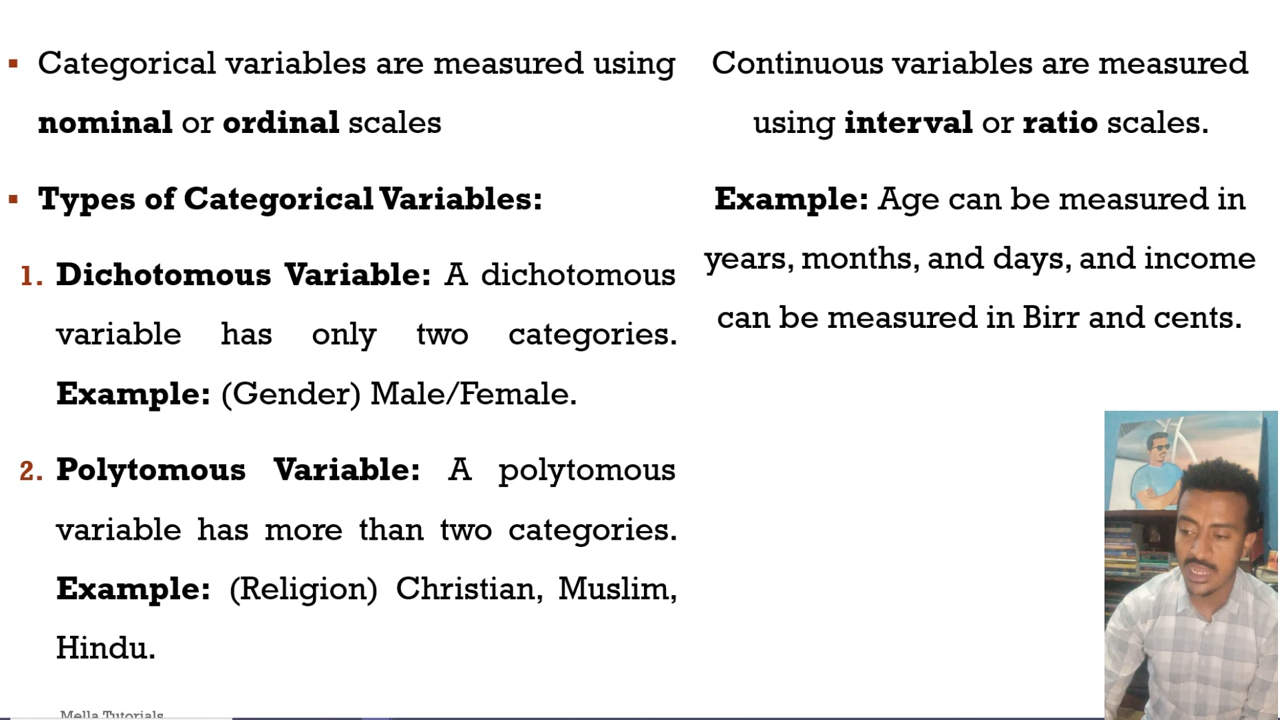 ▪ Categorical variables are measured using
nominal or ordinal scales
▪ Types of Categorical Variables:
1. Dichotomous Variable: A dichotomous
variable has only two categories.
Example: (Gender) Male/Female.
2. Polytomous Variable: A polytomous
variable has more than two categories.
Example: (Religion) Christian, Muslim,
Hindu.
Continuous variables are measured
using interval or ratio scales.
Example: Age can be measured in
years, months, and days, and income
can be measured in Birr and cents.
Mella Tutorials